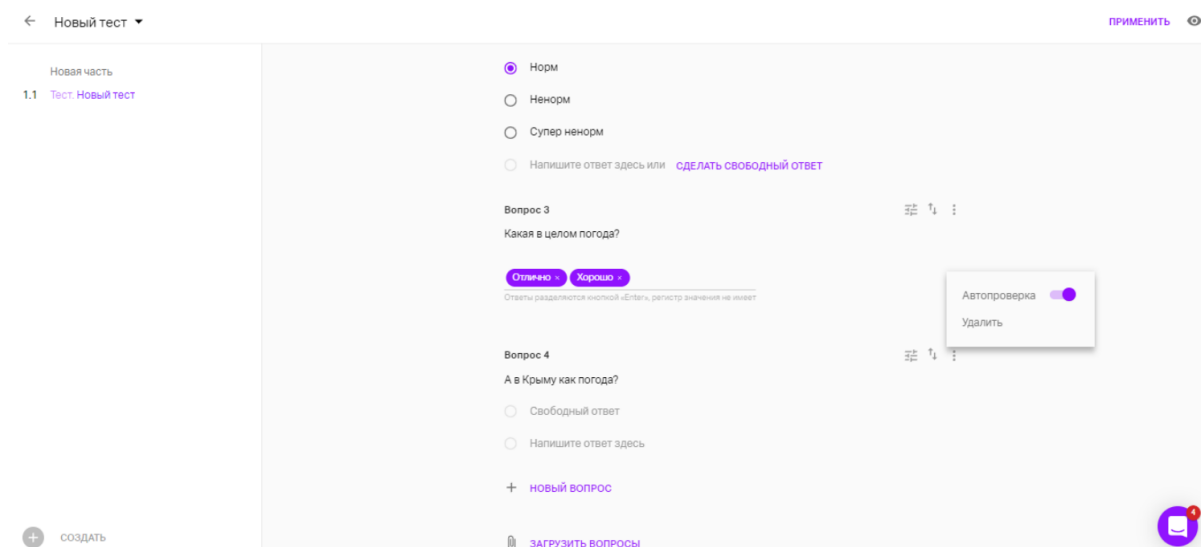 Новый тест
ПРИМЕНИТЬ
Новая часть
1.1 Тест. Новый тест
Норм
Ненорм
Супер ненорм
Напишите ответ здесь или СДЕЛАТЬ СВОБОДНЫЙ ОТВЕТ
Вопрос 3
Какая в целом погода?
Отлично × Хорошо ×
Ответы разделяются кнопкой «Enter», регистр значения не имеет
Автопроверка
Удалить
Вопрос 4
А в Крыму как погода?
Свободный ответ
Напишите ответ здесь
+ НОВЫЙ ВОПРОС
ЗАГРУЗИТЬ ВОПРОСЫ
+ СОЗДАТЬ
4